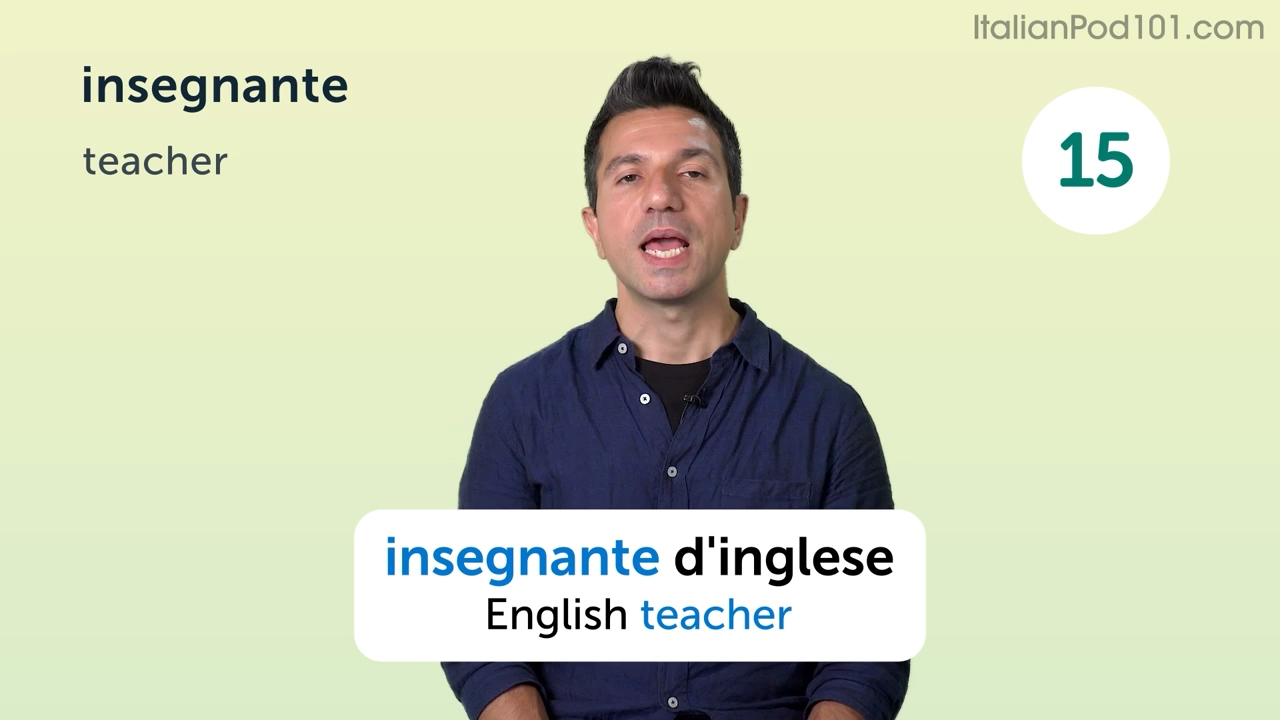 ItalianPod101.com
insegnante
teacher
15
insegnante d'inglese
English teacher